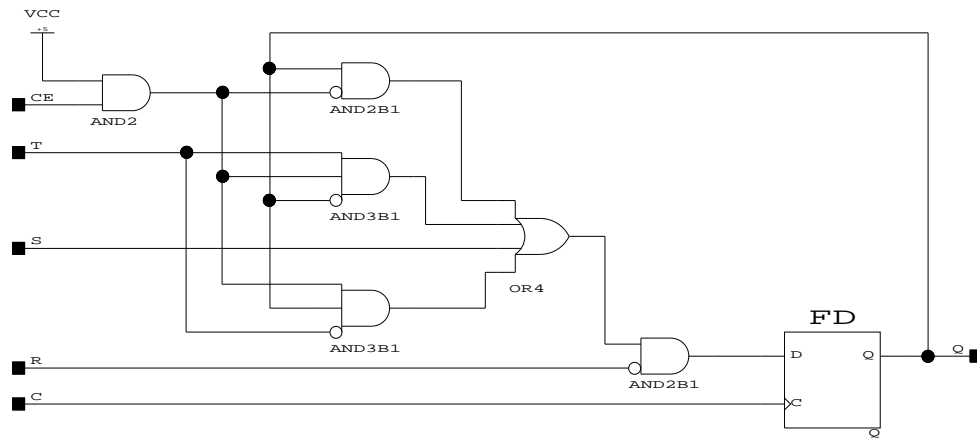 VCC
+5
CE
AND2
AND2B1
T
AND3B1
S
OR4
AND3B1
FD
R
AND2B1
D
Q
Q
C
C
Q